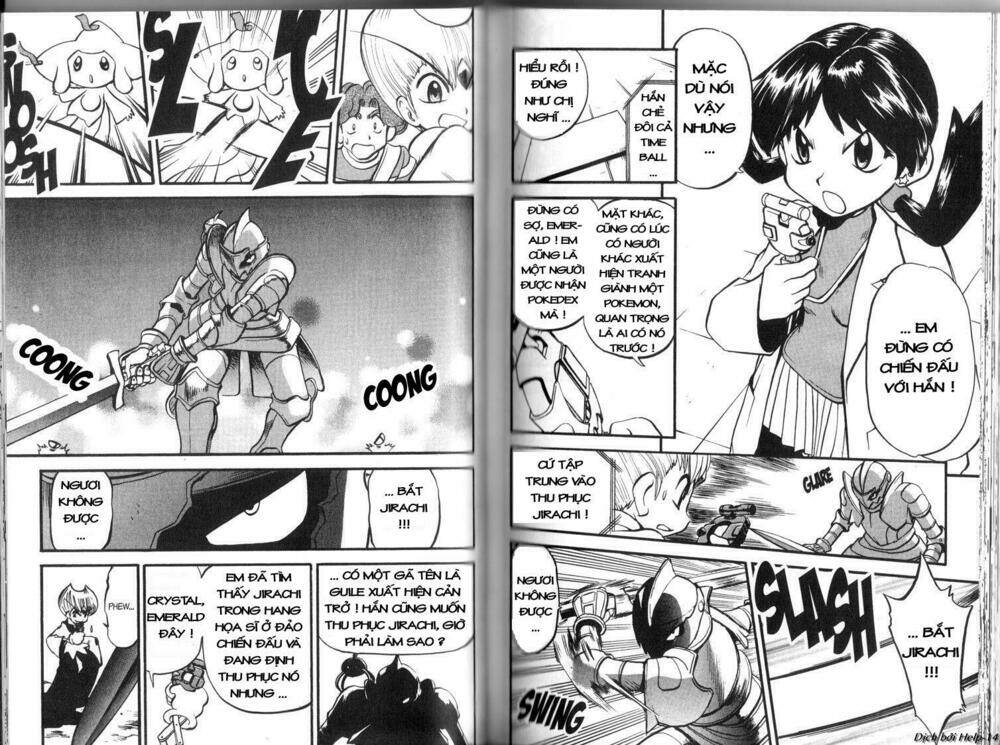 SWOOOSH
SLICE
COONG
COONG
NGƯƠI
KHÔNG
ĐƯỢC
...
... BẮT
JIRACHI
!!!
PHEW...
CRYSTAL,
EMERALD
ĐÂY !
EM ĐÃ TÌM
THẤY JIRACHI
TRONG HANG
HỌA SĨ Ở ĐẢO
CHIẾN ĐẤU VÀ
ĐANG ĐỊNH
THU PHỤC NÓ
NHƯNG ...
... CÓ MỘT GÃ TÊN LÀ
GUILE XUẤT HIỆN CẢN
TRỞ ! HẮN CŨNG MUỐN
THU PHỤC JIRACHI, GIỜ
PHẢI LÀM SAO ?
HIỂU RỒI !
ĐÚNG
NHƯ CHỊ
NGHĨ ...
HẮN
CHẺ
ĐÔI CẢ
TIME
BALL
...
MẶC
DÙ NÓI
VẬY
NHƯNG
...
... EM
ĐỪNG CÓ
CHIẾN ĐẤU
VỚI HẮN !
ĐỪNG CÓ
SỢ, EMER-
ALD ! EM
CŨNG LÀ
MỘT NGƯỜI
ĐƯỢC NHẬN
POKEDEX
MÀ !
MẶT KHÁC,
CŨNG CÓ LÚC
CÓ NGƯỜI
KHÁC XUẤT
HIỆN TRANH
GIÀNH MỘT
POKEMON,
QUAN TRỌNG
LÀ AI CÓ NÓ
TRƯỚC !
CỨ TẬP
TRUNG VÀO
THU PHỤC
JIRACHI !
GLARE
NGƯƠI
KHÔNG
ĐƯỢC
...
SWING
SLASH
... BẮT
JIRACHI
!!!
Dịch bởi Help-14